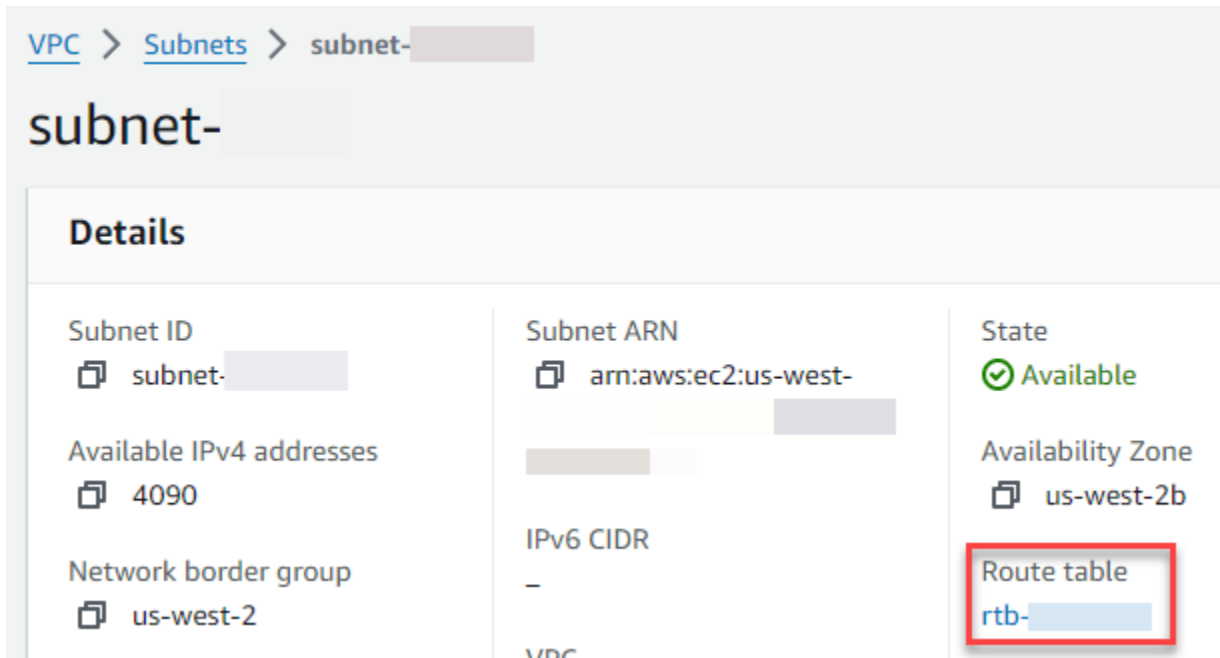 VPC > Subnets > subnet-
subnet-
Details
Subnet ID
subnet-
Available IPv4 addresses
4090
Network border group
us-west-2
Subnet ARN
arn:aws:ec2:us-west-
IPv6 CIDR
–
VPC
State
Available
Availability Zone
us-west-2b
Route table
rtb-